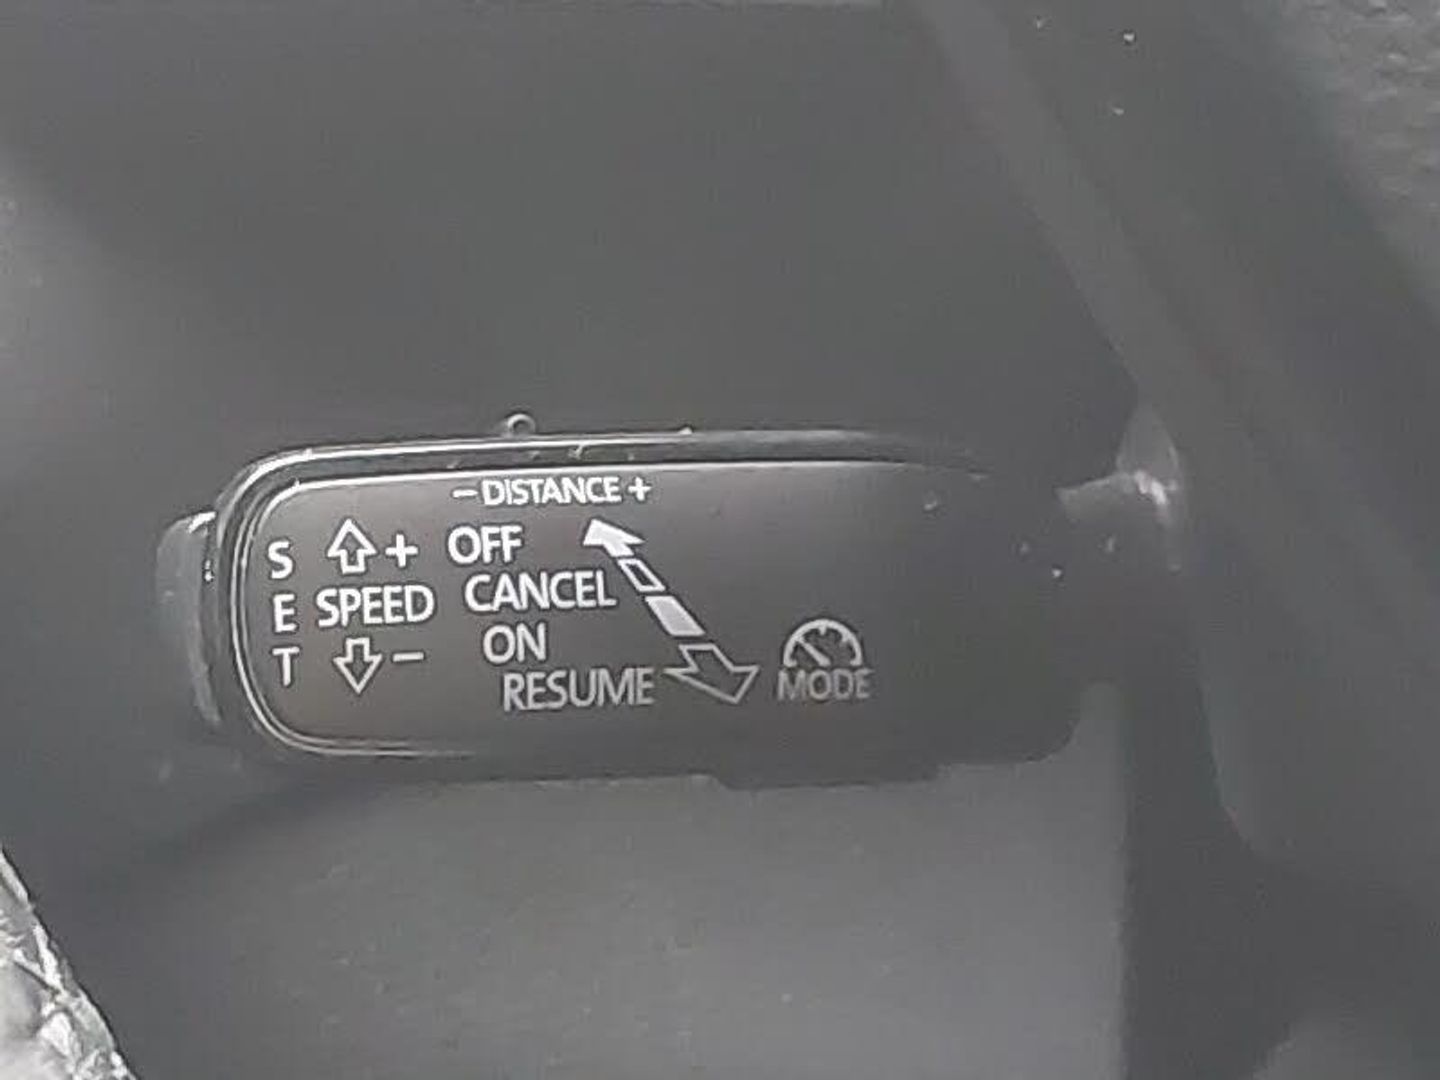 - DISTANCE +
S + OFF
E SPEED CANCEL
T - ON
RESUME MODE